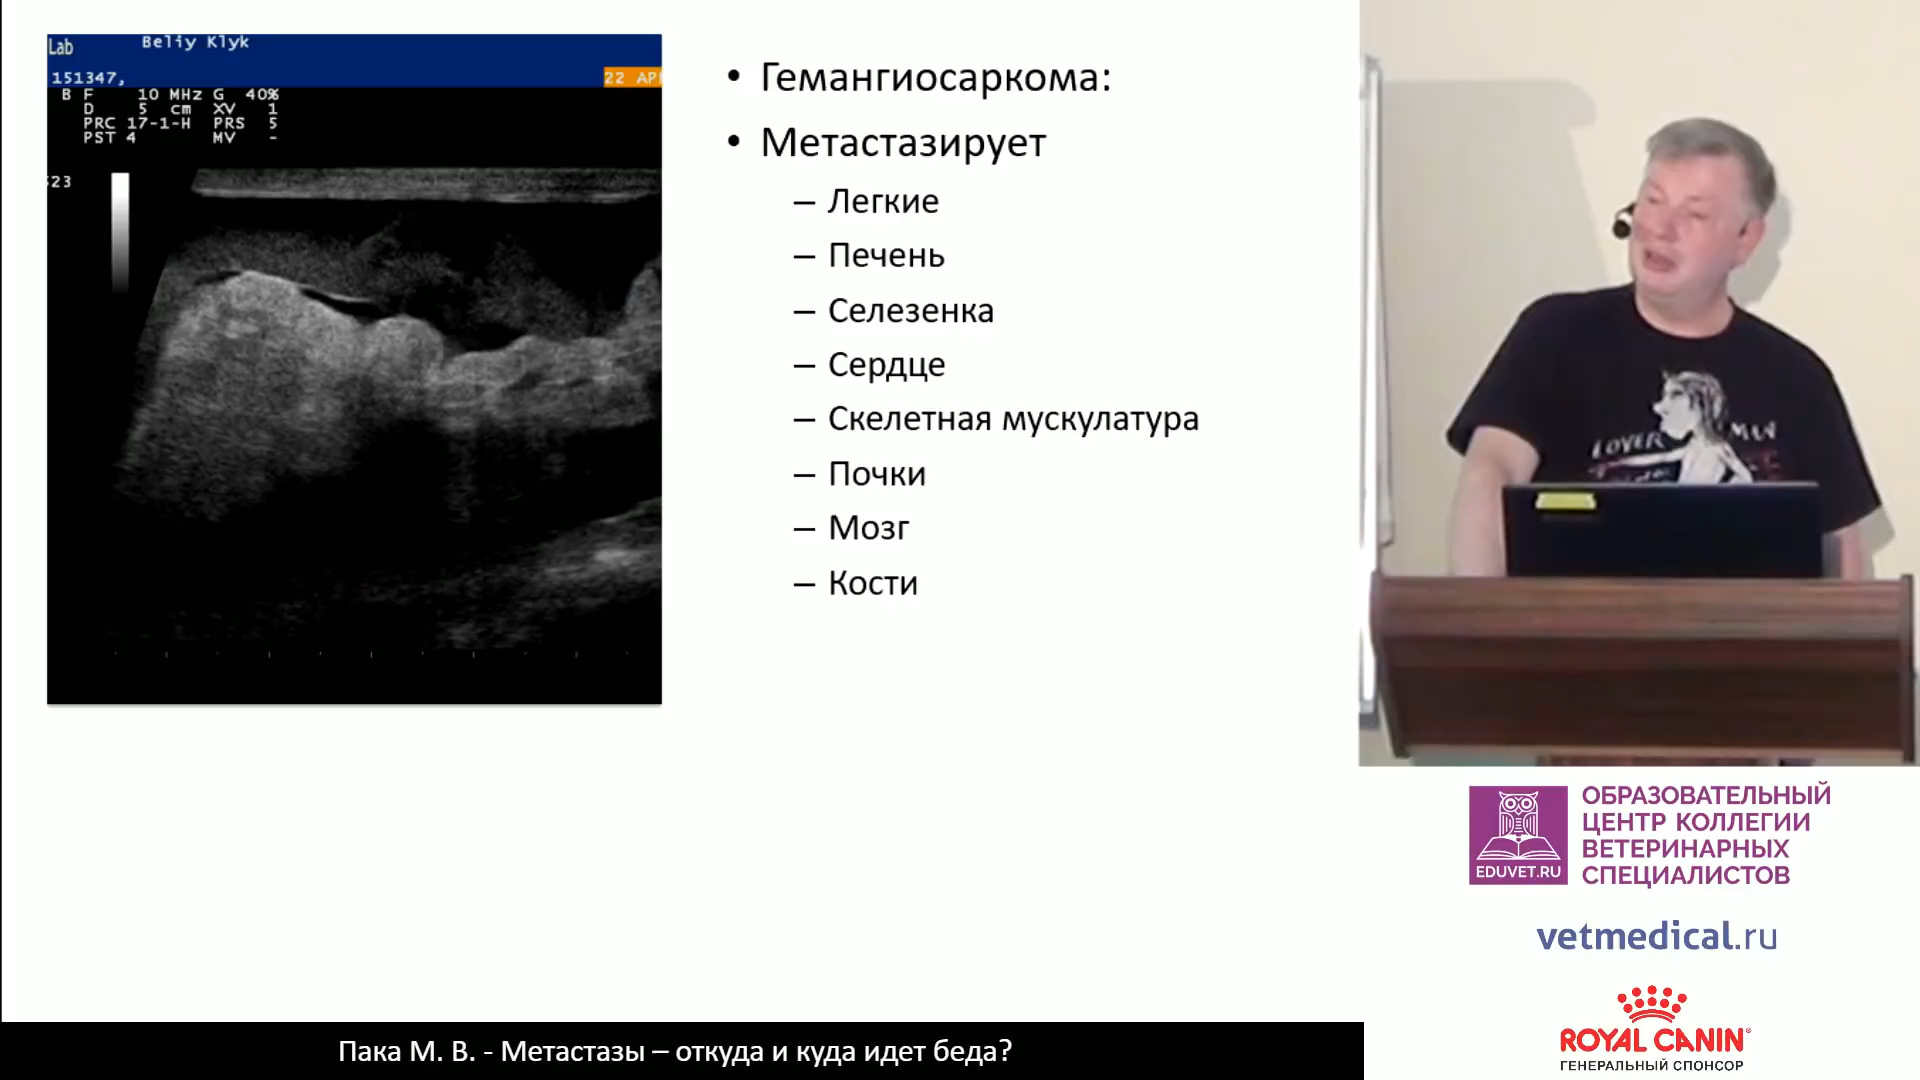 Lab
Beliy Klyk
151347,
22 AP
B F 10 MHz G 40%
D 5 cm XV 1
PRC 17-1-H PRS 5
PST 4 MV -
23
• Гемангиосаркома:
• Метастазирует
– Легкие
– Печень
– Селезенка
– Сердце
– Скелетная мускулатура
– Почки
– Мозг
– Кости
LOVER MAN
EDUVET.RU
ОБРАЗОВАТЕЛЬНЫЙ
ЦЕНТР КОЛЛЕГИИ
ВЕТЕРИНАРНЫХ
СПЕЦИАЛИСТОВ
vetmedical.ru
ROYAL CANIN®
ГЕНЕРАЛЬНЫЙ СПОНСОР
Пака М. В. - Метастазы – откуда и куда идет беда?